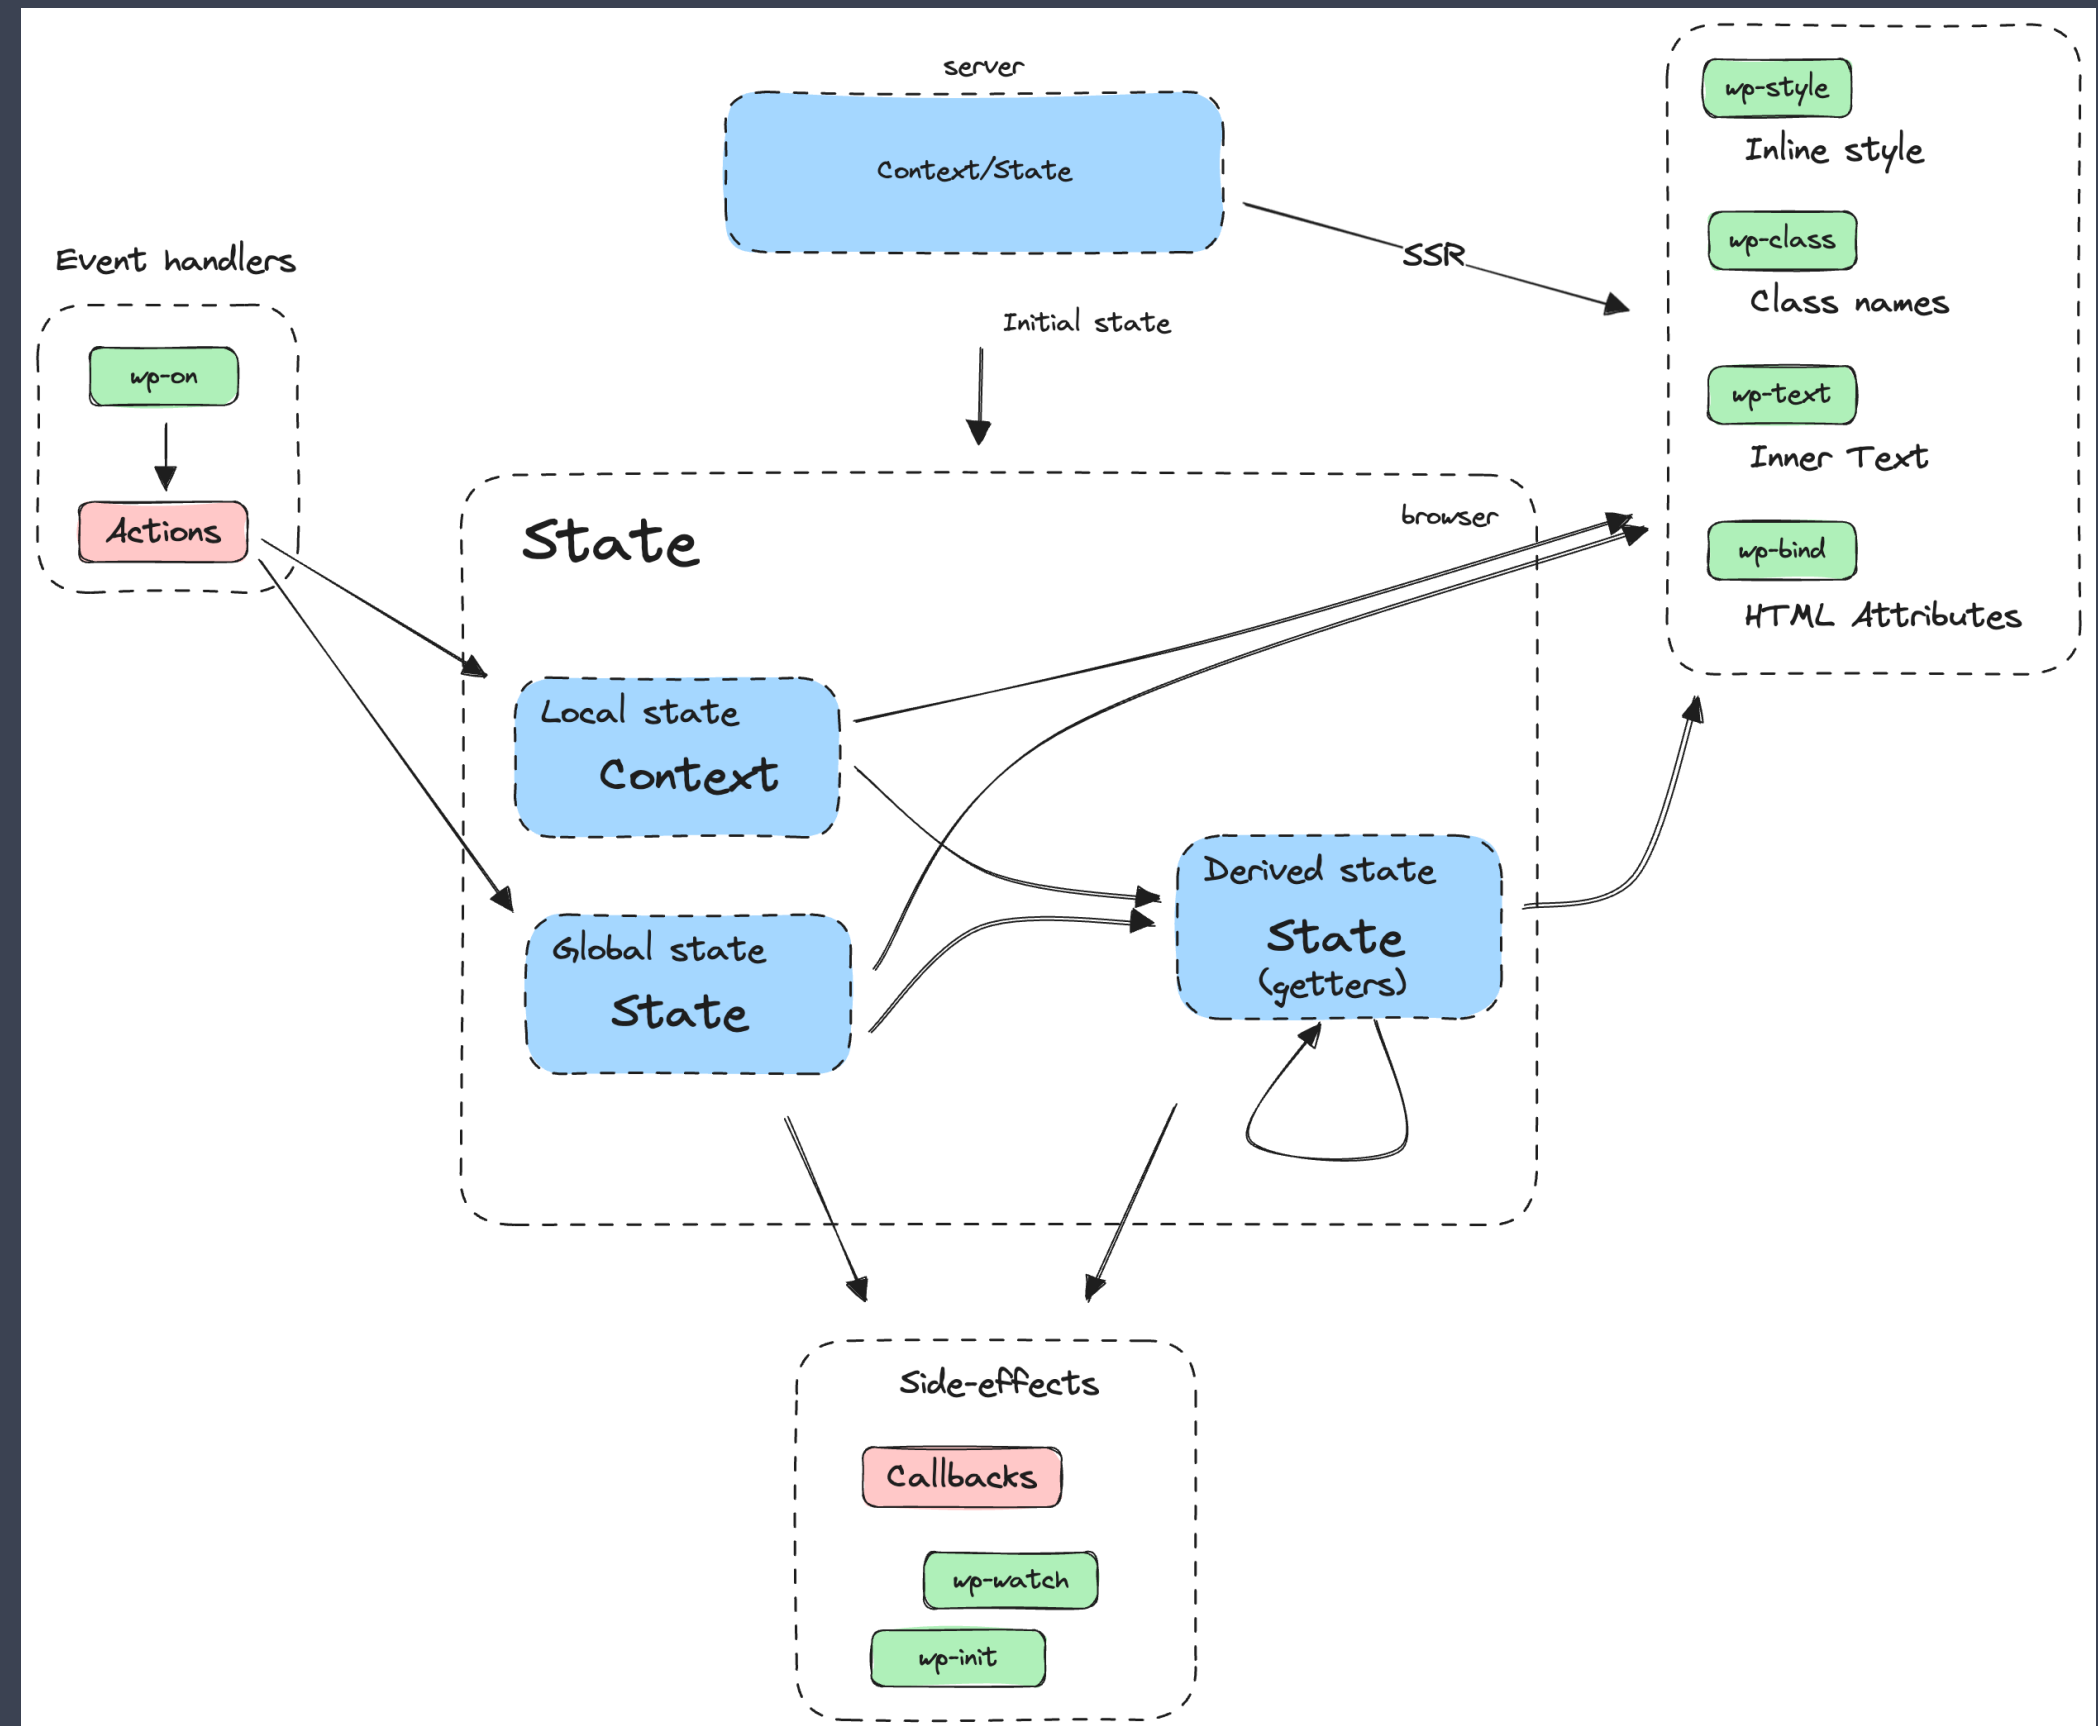 server
Context/State
SSR
wp-style
Inline style
wp-class
Class names
wp-text
Inner Text
wp-bind
HTML Attributes
Event handlers
wp-on
Actions
Initial state
State
browser
Local state
Context
Global state
State
Derived state
State
(getters)
Side-effects
Callbacks
wp-watch
wp-init